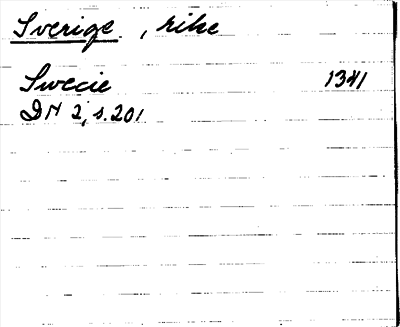 Sverige, rike
Swecie 1341
DN 2, s. 201